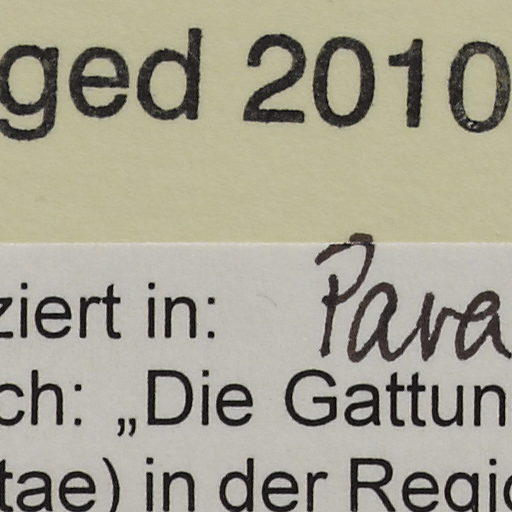 ged 2010
ziert in: Para
ch: „Die Gattun
tae) in der Regio